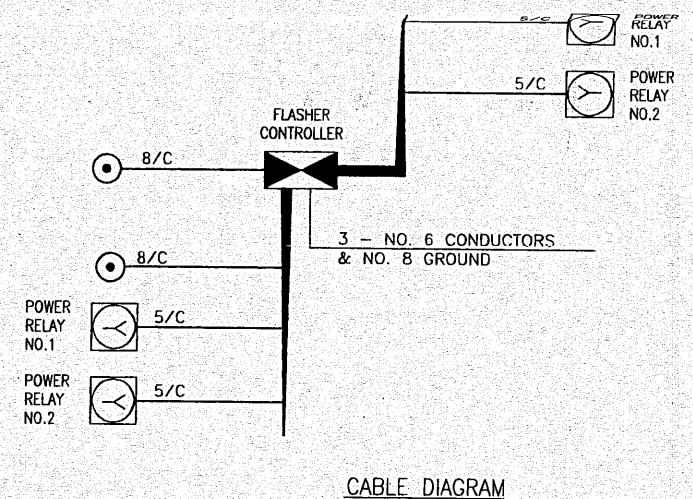 5/C
POWER
RELAY
NO.1
5/C
POWER
RELAY
NO.2
FLASHER
CONTROLLER
8/C
3 - NO. 6 CONDUCTORS
& NO. 8 GROUND
8/C
POWER
RELAY
NO.1
5/C
POWER
RELAY
NO.2
5/C
CABLE DIAGRAM